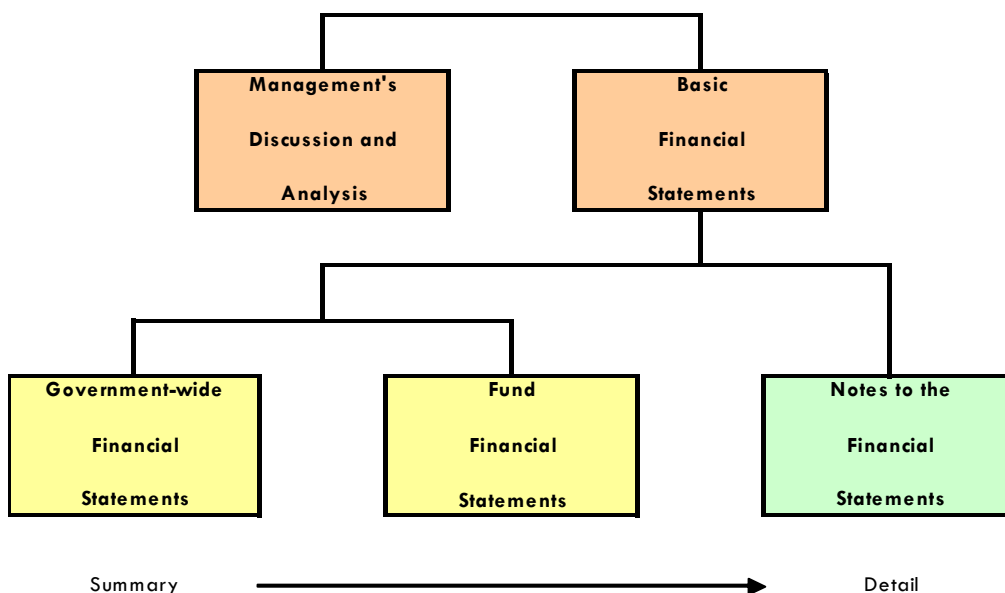 Management's
Discussion and
Analysis
Basic
Financial
Statements
Government-wide
Financial
Statements
Fund
Financial
Statements
Notes to the
Financial
Statements
Summary
Detail